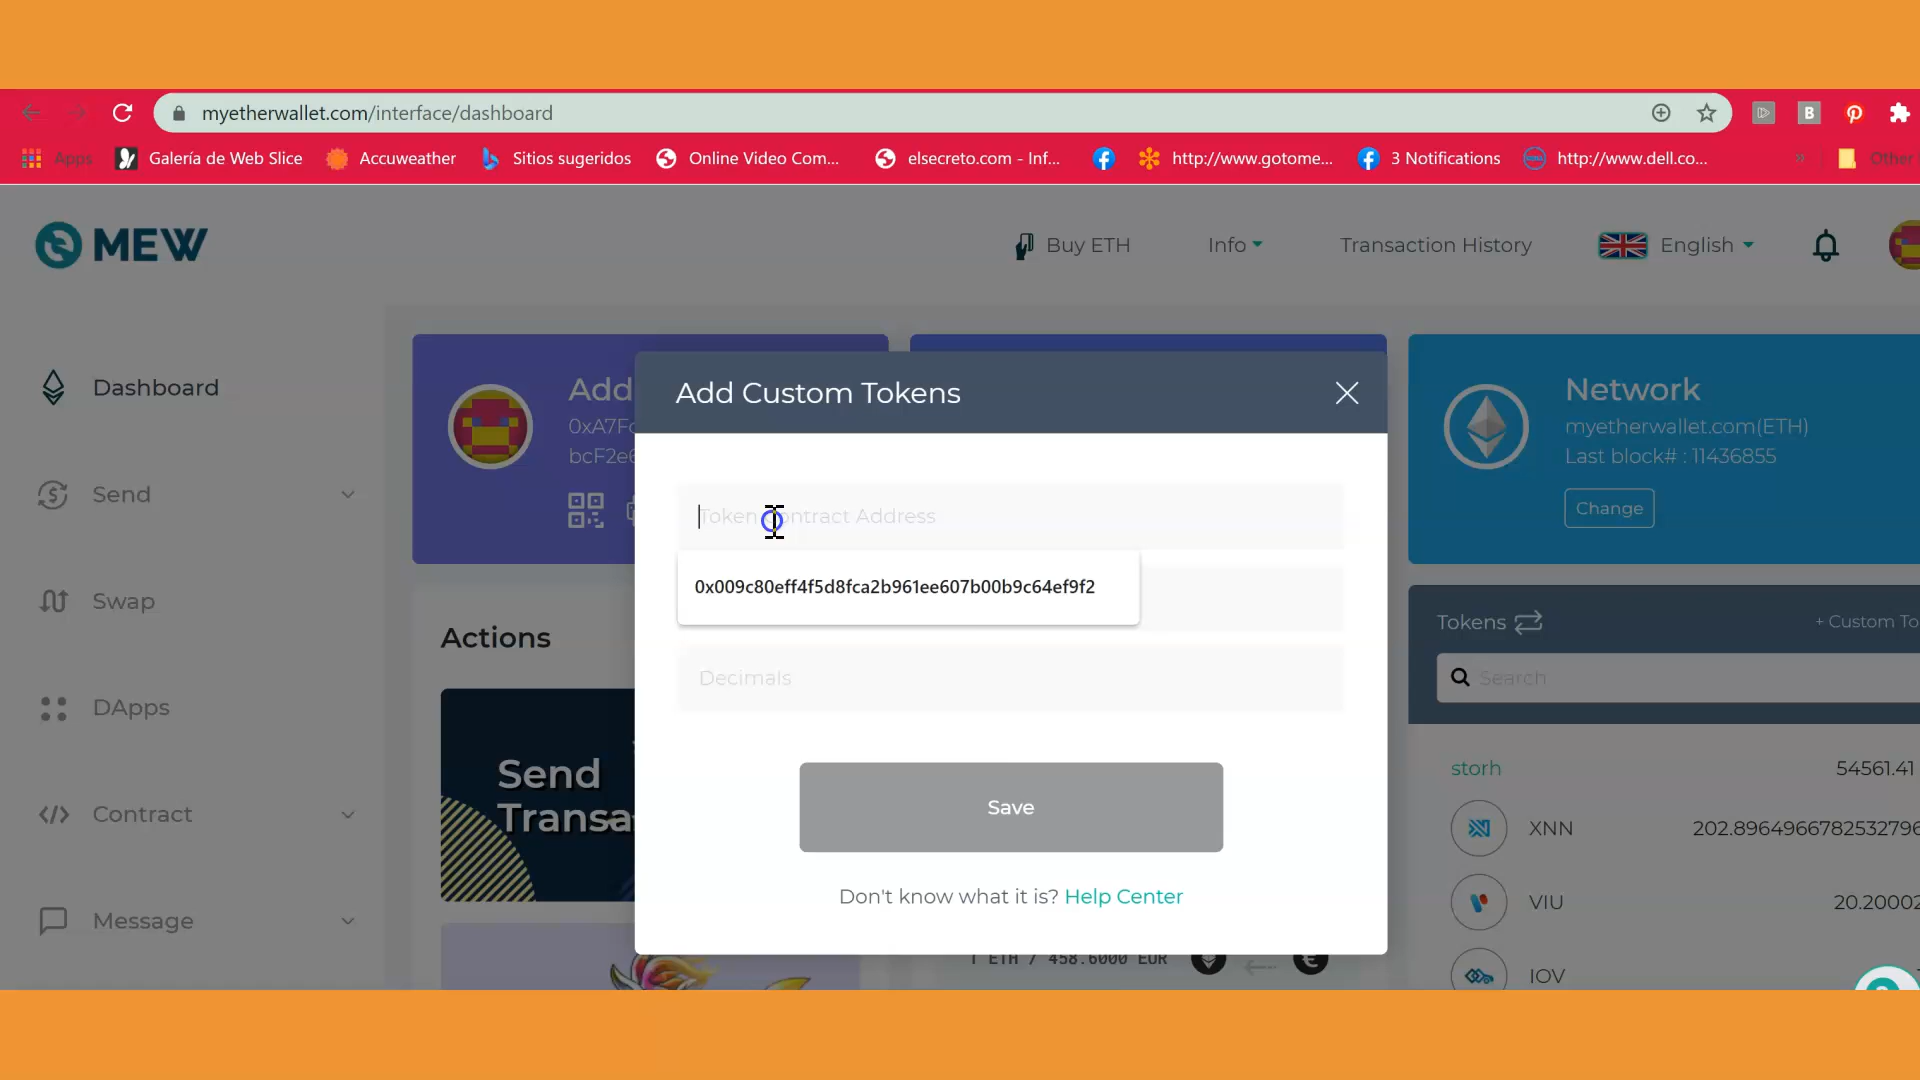 myetherwallet.com/interface/dashboard
Apps
Galería de Web Slice
Accuweather
Sitios sugeridos
Online Video Com...
elsecreto.com - Inf...
http://www.gotome...
3 Notifications
http://www.dell.co...
»
Other
MEW
Buy ETH
Info
Transaction History
English
Dashboard
Send
Swap
DApps
Contract
Message
Add
0xA7F
bcF2e
Add Custom Tokens
Token Contract Address
0x009c80eff4f5d8fca2b961ee607b00b9c64ef9f2
Decimals
Save
Don't know what it is? Help Center
Network
myetherwallet.com(ETH)
Last block# : 11436855
Change
Actions
Send
Transa
1 ETH / 458.6000 EUR
Tokens
+ Custom To
Search
storh 54561.41
XNN 202.8964966782532796
VIU 20.20002
IOV